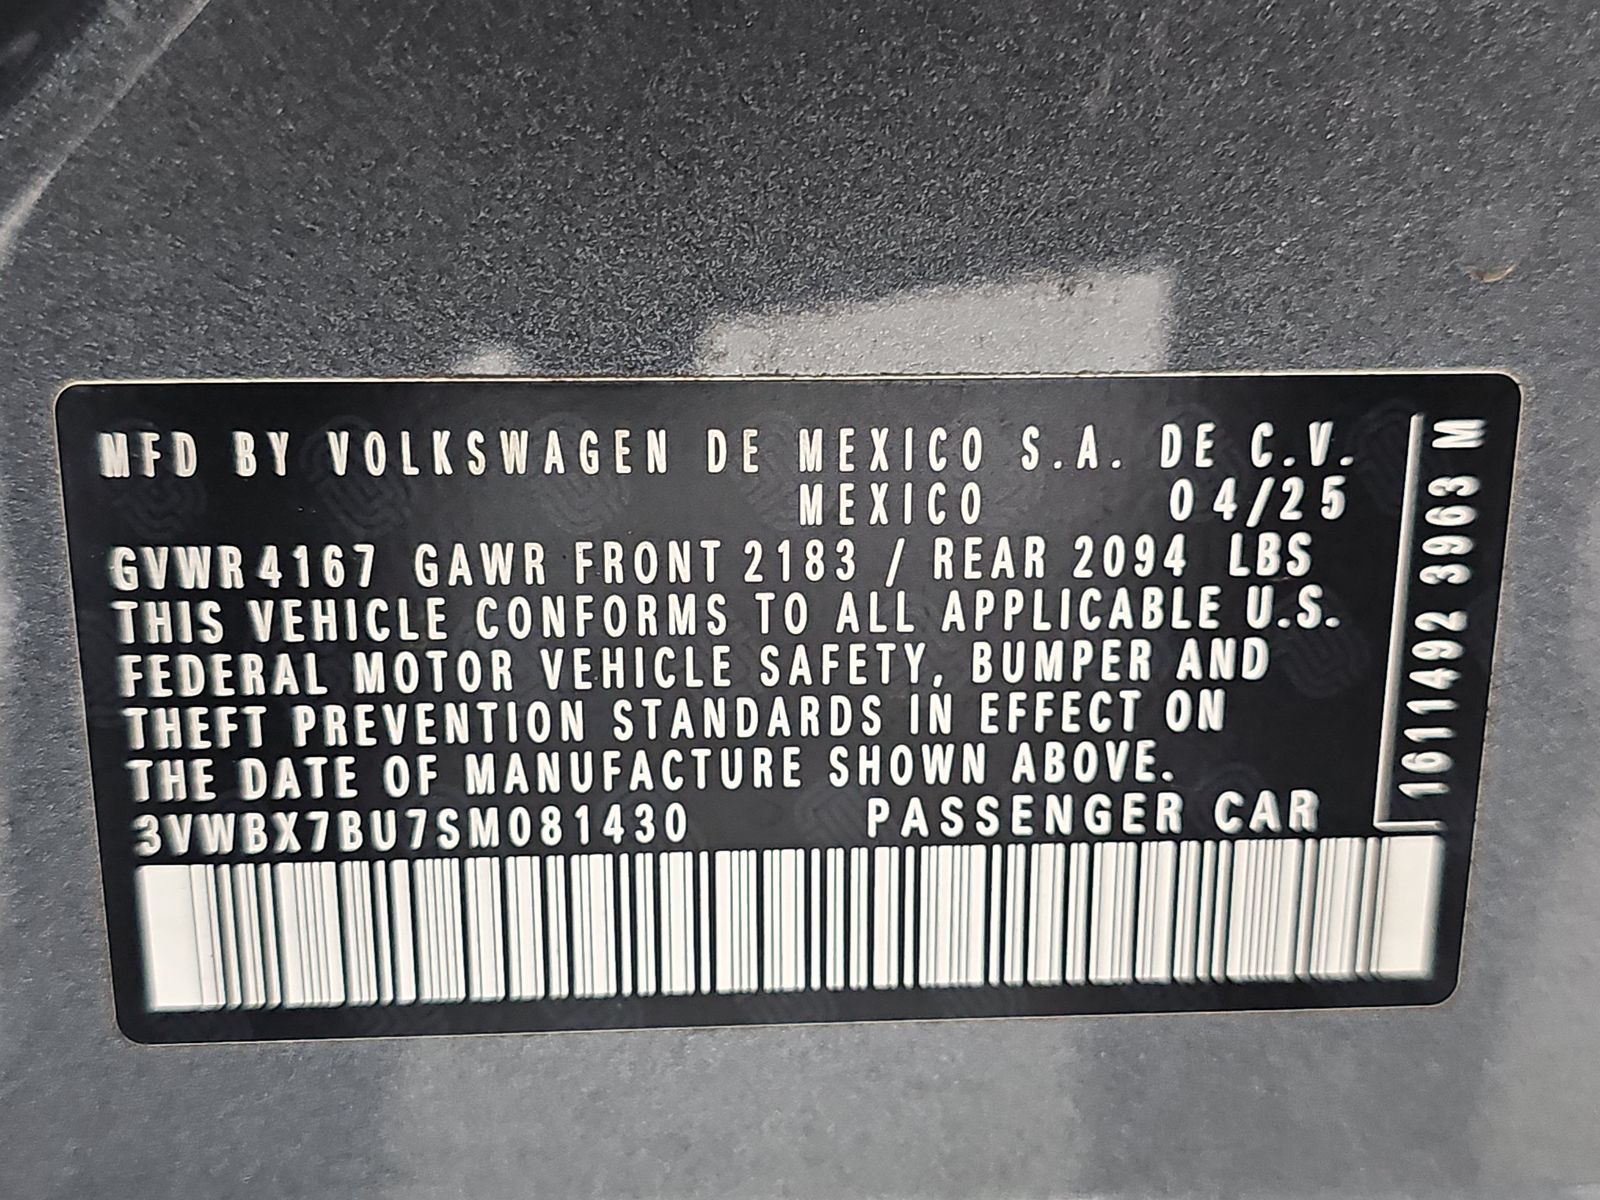 MFD BY VOLKSWAGEN DE MEXICO S.A. DE C.V.
MEXICO 04/25
GVWR 4167 GAWR FRONT 2183 / REAR 2094 LBS
THIS VEHICLE CONFORMS TO ALL APPLICABLE U.S.
FEDERAL MOTOR VEHICLE SAFETY, BUMPER AND
THEFT PREVENTION STANDARDS IN EFFECT ON
THE DATE OF MANUFACTURE SHOWN ABOVE.
3VWBX7BU7SM081430 PASSENGER CAR
1611492 3963 M